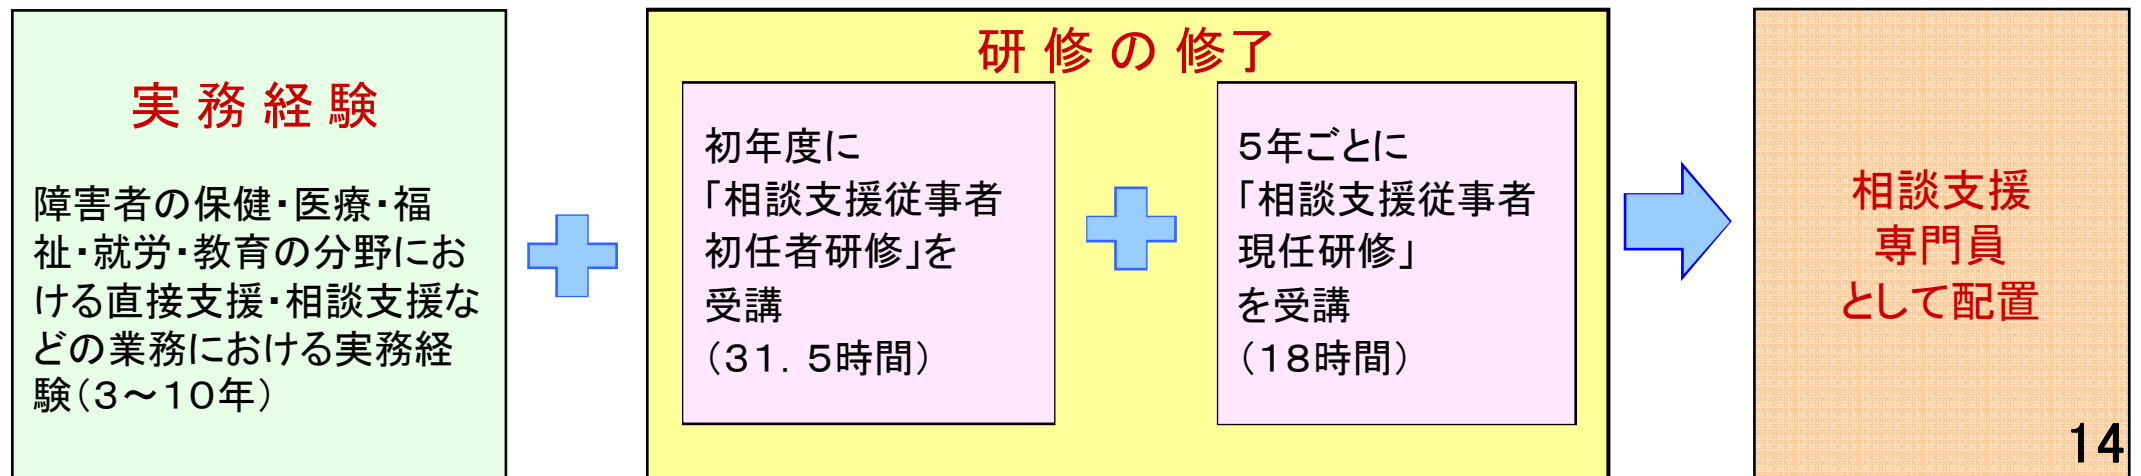 実務経験
障害者の保健・医療・福
祉・就労・教育の分野にお
ける直接支援・相談支援な
どの業務における実務経
験（３～１０年）
研修の修了
初年度に
「相談支援従事者
初任者研修」を
受講
（３１．５時間）
５年ごとに
「相談支援従事者
現任研修」
を受講
（１８時間）
相談支援
専門員
として配置
14